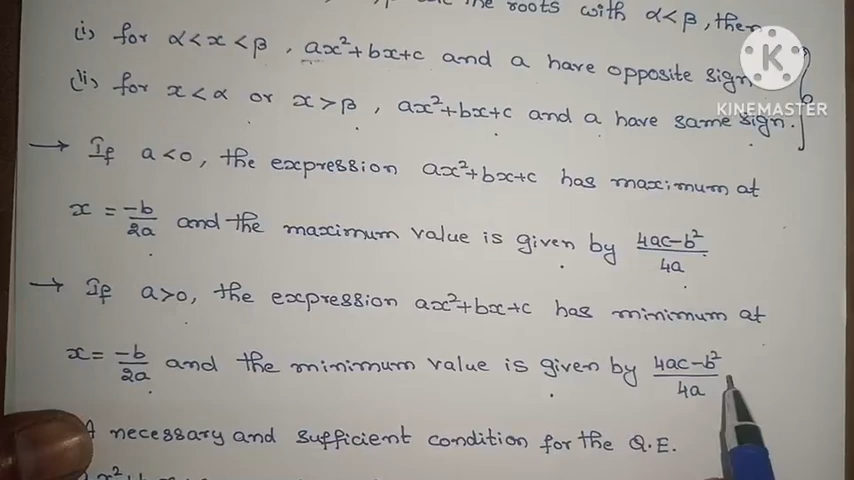 the roots with α<β, then
(i) for α<x<β, ax²+bx+c and a have opposite sign
(ii) for x<α or x>β, ax²+bx+c and a have same sign.
KINEMASTER
→ If a<0, the expression ax²+bx+c has maximum at
x = -b/2a and the maximum value is given by 4ac-b²/4a
→ If a>0, the expression ax²+bx+c has minimum at
x = -b/2a and the minimum value is given by 4ac-b²/4a
A necessary and sufficient condition for the Q.E.